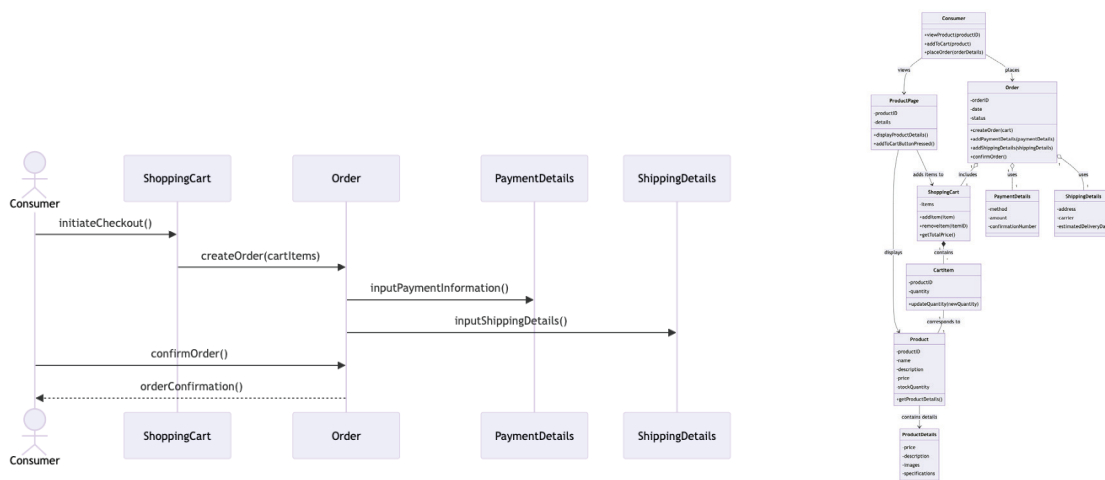 Consumer
ShoppingCart
Order
PaymentDetails
ShippingDetails
initiateCheckout()
createOrder(cartItems)
inputPaymentInformation()
inputShippingDetails()
confirmOrder()
orderConfirmation()
Consumer
ShoppingCart
Order
PaymentDetails
ShippingDetails
Consumer
+viewProduct(productID)
+addToCart(product)
+placeOrder(orderDetails)
views
places
ProductPage
-productID
-details
+displayProductDetails()
+addToCartButtonPressed()
Order
-orderID
-date
-status
+createOrder(cart)
+addPaymentDetails(paymentDetails)
+addShippingDetails(shippingDetails)
+confirmOrder()
adds items to
includes
uses
uses
ShoppingCart
-items
+addItem(item)
+removeItem(itemID)
+getTotalPrice()
PaymentDetails
-method
-amount
-confirmationNumber
ShippingDetails
-address
-carrier
-estimatedDeliveryDa
displays
contains
CartItem
-productID
-quantity
+updateQuantity(newQuantity)
corresponds to
Product
-productID
-name
-description
-price
-stockQuantity
+getProductDetails()
contains details
ProductDetails
-price
-description
-images
-specifications